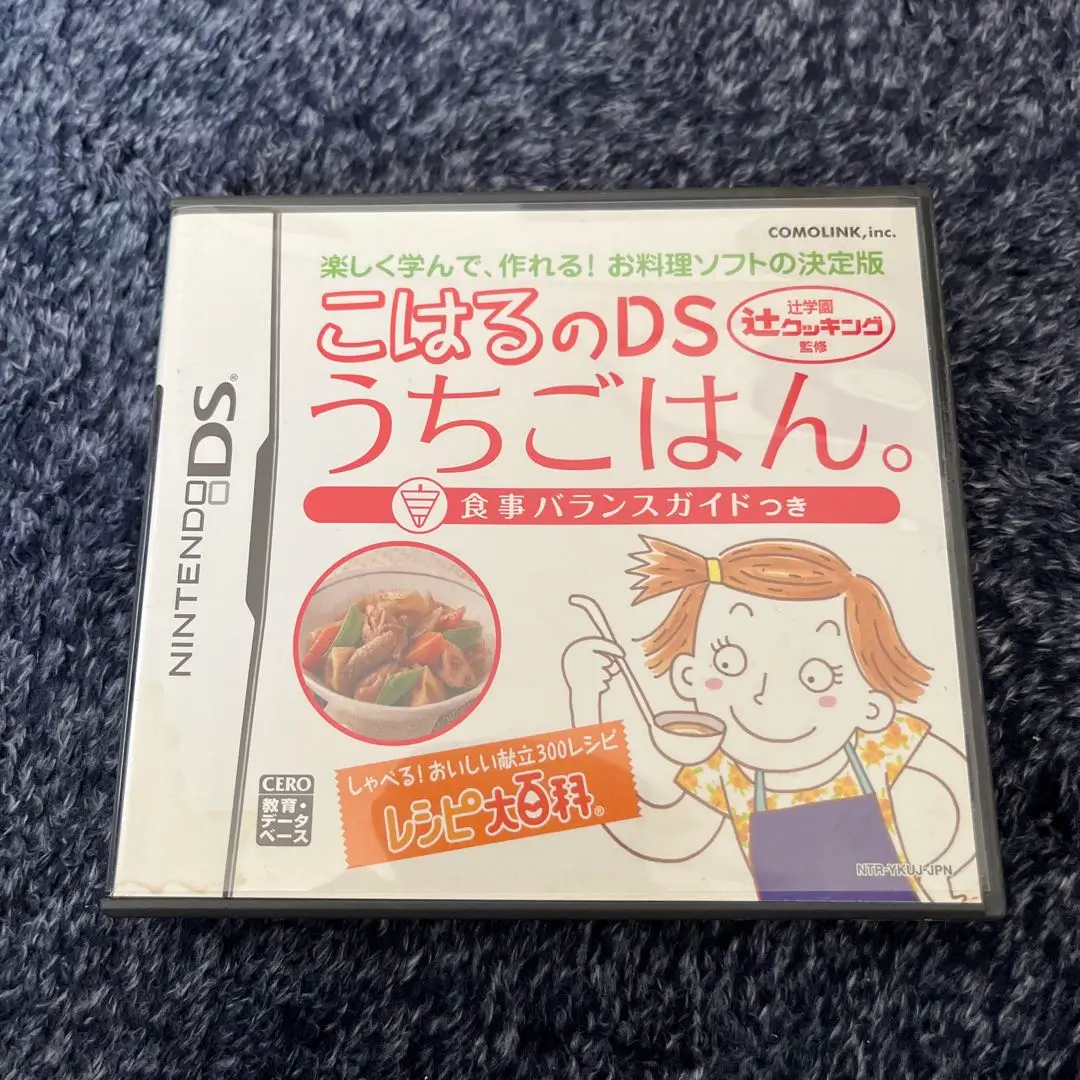 COMOLINK,inc.
楽しく学んで、作れる！お料理ソフトの決定版
こはるのDS
辻学園
辻クッキング
監修
うちごはん。
食事バランスガイドつき
NINTENDO DS®
しゃべる！おいしい献立300レシピ
レシピ大百科®
CERO
教育・
データ
ベース
NTR-YKUJ-JPN